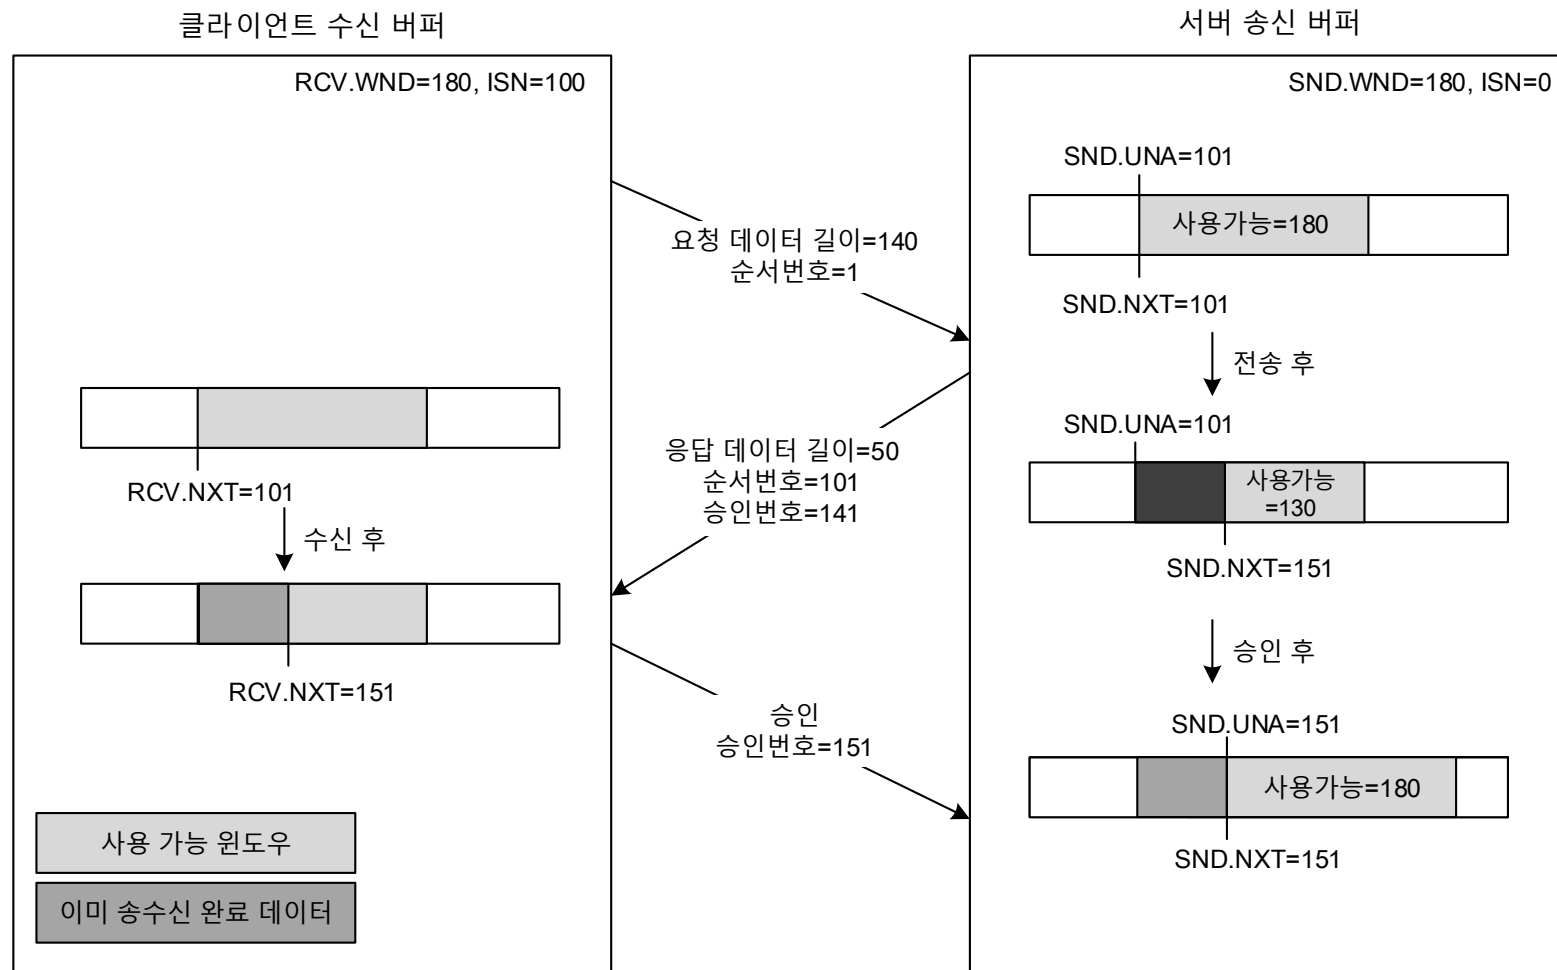 클라이언트 수신 버퍼
RCV.WND=180, ISN=100
RCV.NXT=101
수신 후
RCV.NXT=151
사용 가능 윈도우
이미 송수신 완료 데이터
요청 데이터 길이=140
순서번호=1
응답 데이터 길이=50
순서번호=101
승인번호=141
승인
승인번호=151
서버 송신 버퍼
SND.WND=180, ISN=0
SND.UNA=101
사용가능=180
SND.NXT=101
전송 후
SND.UNA=101
사용가능
=130
SND.NXT=151
승인 후
SND.UNA=151
사용가능=180
SND.NXT=151